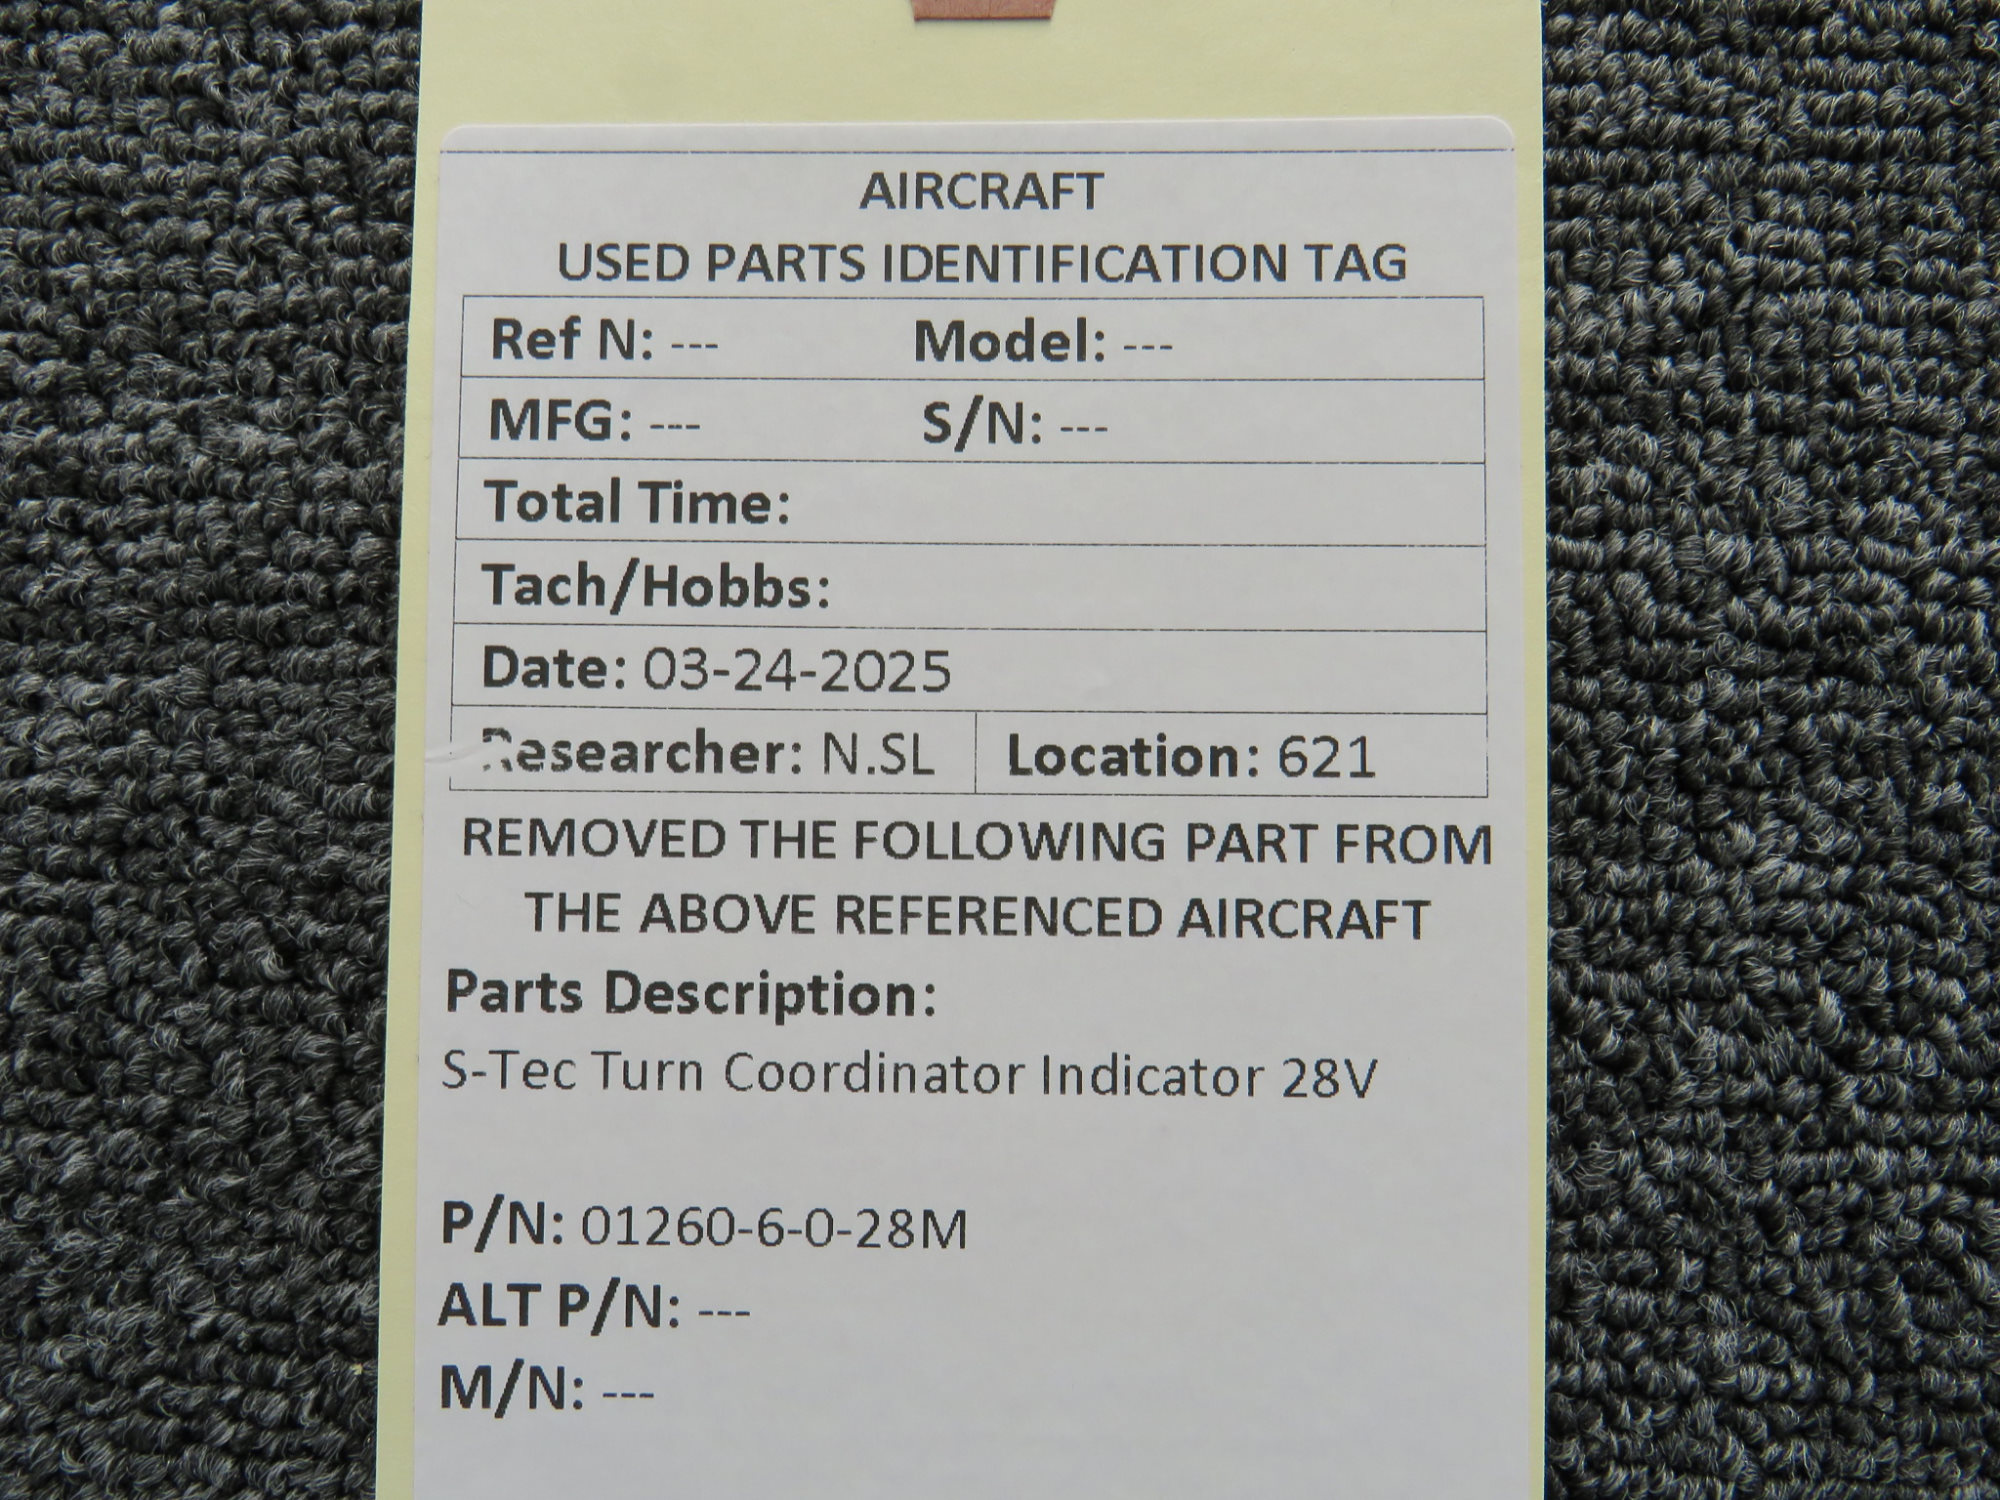 AIRCRAFT
USED PARTS IDENTIFICATION TAG
Ref N: --- Model: ---
MFG: --- S/N: ---
Total Time:
Tach/Hobbs:
Date: 03-24-2025
Researcher: N.SL Location: 621
REMOVED THE FOLLOWING PART FROM
THE ABOVE REFERENCED AIRCRAFT
Parts Description:
S-Tec Turn Coordinator Indicator 28V
P/N: 01260-6-0-28M
ALT P/N: ---
M/N: ---